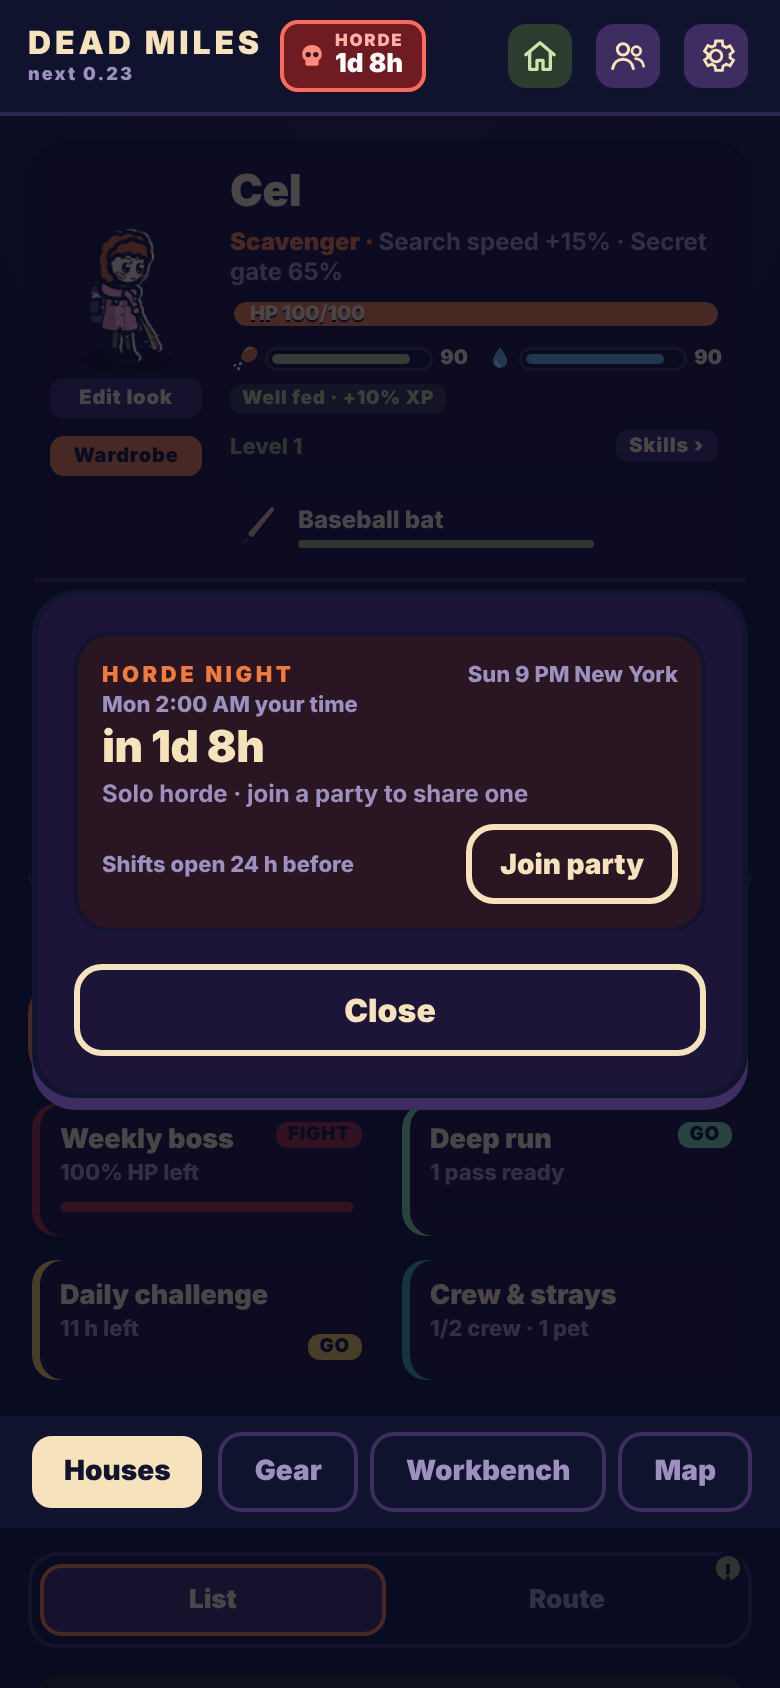 DEAD MILES
next 0.23
HORDE
1d 8h
Cel
Scavenger · Search speed +15% · Secret
gate 65%
HP 100/100
90
90
Edit look
Well fed · +10% XP
Wardrobe
Level 1
Skills ›
Baseball bat
HORDE NIGHT
Sun 9 PM New York
Mon 2:00 AM your time
in 1d 8h
Solo horde · join a party to share one
Shifts open 24 h before
Join party
Close
Weekly boss
FIGHT
100% HP left
Deep run
GO
1 pass ready
Daily challenge
11 h left
GO
Crew & strays
1/2 crew · 1 pet
Houses
Gear
Workbench
Map
List
Route
!